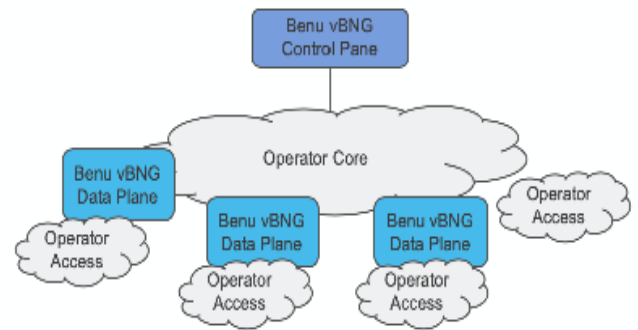 Benu vBNG
Control Pane
Operator Core
Benu vBNG
Data Plane
Operator
Access
Benu vBNG
Data Plane
Operator
Access
Benu vBNG
Data Plane
Operator
Access
Operator
Access